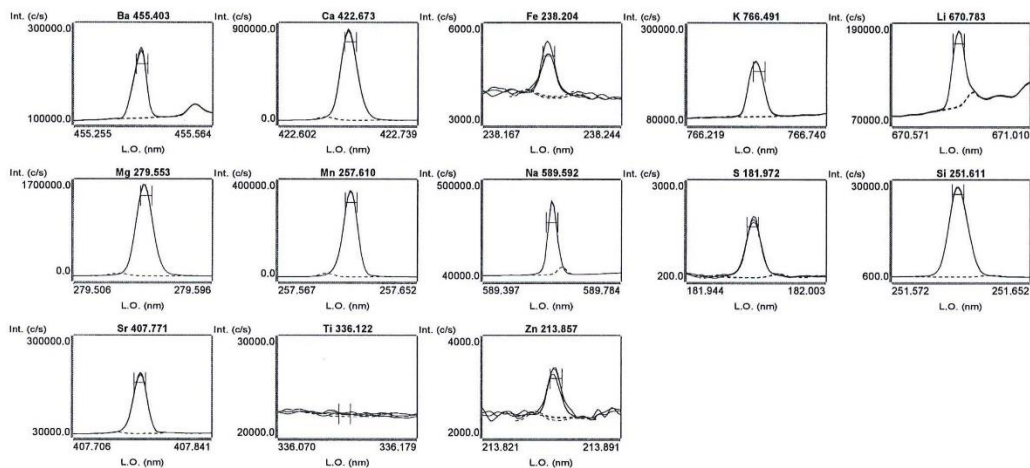 Int. (c/s) Ba 455.403
300000.0
100000.0
455.255 455.564
L.O. (nm)
Int. (c/s) Ca 422.673
900000.0
0.0
422.602 422.739
L.O. (nm)
Int. (c/s) Fe 238.204
6000.0
3000.0
238.167 238.244
L.O. (nm)
Int. (c/s) K 766.491
300000.0
80000.0
766.219 766.740
L.O. (nm)
Int. (c/s) Li 670.783
190000.0
70000.0
670.571 671.010
L.O. (nm)
Int. (c/s) Mg 279.553
1700000.0
0.0
279.506 279.596
L.O. (nm)
Int. (c/s) Mn 257.610
400000.0
0.0
257.567 257.652
L.O. (nm)
Int. (c/s) Na 589.592
500000.0
40000.0
589.397 589.784
L.O. (nm)
Int. (c/s) S 181.972
3000.0
200.0
181.944 182.003
L.O. (nm)
Int. (c/s) Si 251.611
30000.0
600.0
251.572 251.652
L.O. (nm)
Int. (c/s) Sr 407.771
300000.0
30000.0
407.706 407.841
L.O. (nm)
Int. (c/s) Ti 336.122
30000.0
20000.0
336.070 336.179
L.O. (nm)
Int. (c/s) Zn 213.857
4000.0
2000.0
213.821 213.891
L.O. (nm)